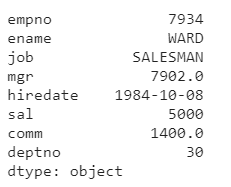 empno 7934
ename WARD
job SALESMAN
mgr 7902.0
hiredate 1984-10-08
sal 5000
comm 1400.0
deptno 30
dtype: object